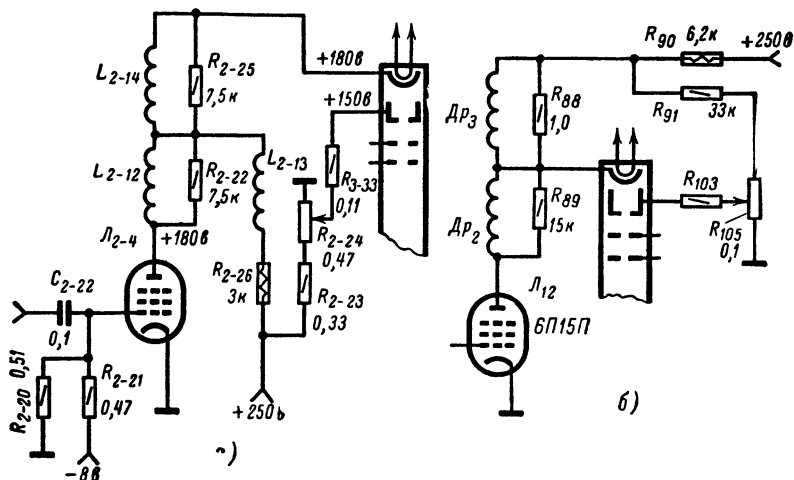 L₂₋₁₄
R₂₋₂₅
7,5к
+180в
+150в
L₂₋₁₂
R₂₋₂₂
7,5к
L₂₋₁₃
R₃₋₃₃
0,11
Л₂₋₄
+180в
R₂₋₂₄
0,47
C₂₋₂₂
0,1
R₂₋₂₆
3к
R₂₋₂₃
0,33
R₂₋₂₀ 0,51
R₂₋₂₁
0,47
-8в
+250в
R₉₀
6,2к
+250в
Др₃
R₈₈
1,0
R₉₁
33к
Др₂
R₈₉
15к
R₁₀₃
R₁₀₅
0,1
Л₁₂
6П15П
б)